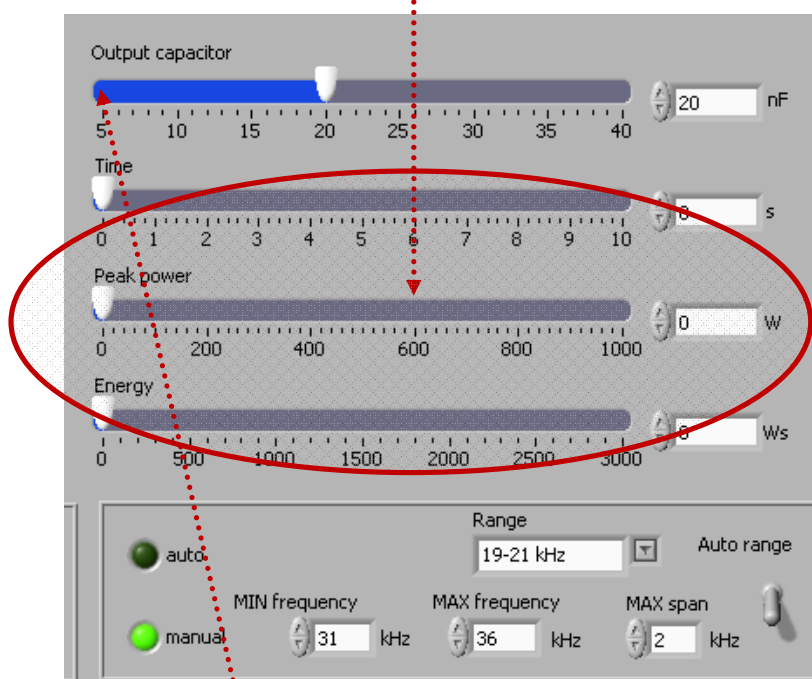 Output capacitor
20 nF
5 10 15 20 25 30 35 40
Time
0 s
0 1 2 3 4 5 6 7 8 9 10
Peak power
0 W
0 200 400 600 800 1000
Energy
0 Ws
0 500 1000 1500 2000 2500 3000
Range
auto 19-21 kHz Auto range
MIN frequency MAX frequency MAX span
manual 31 kHz 36 kHz 2 kHz